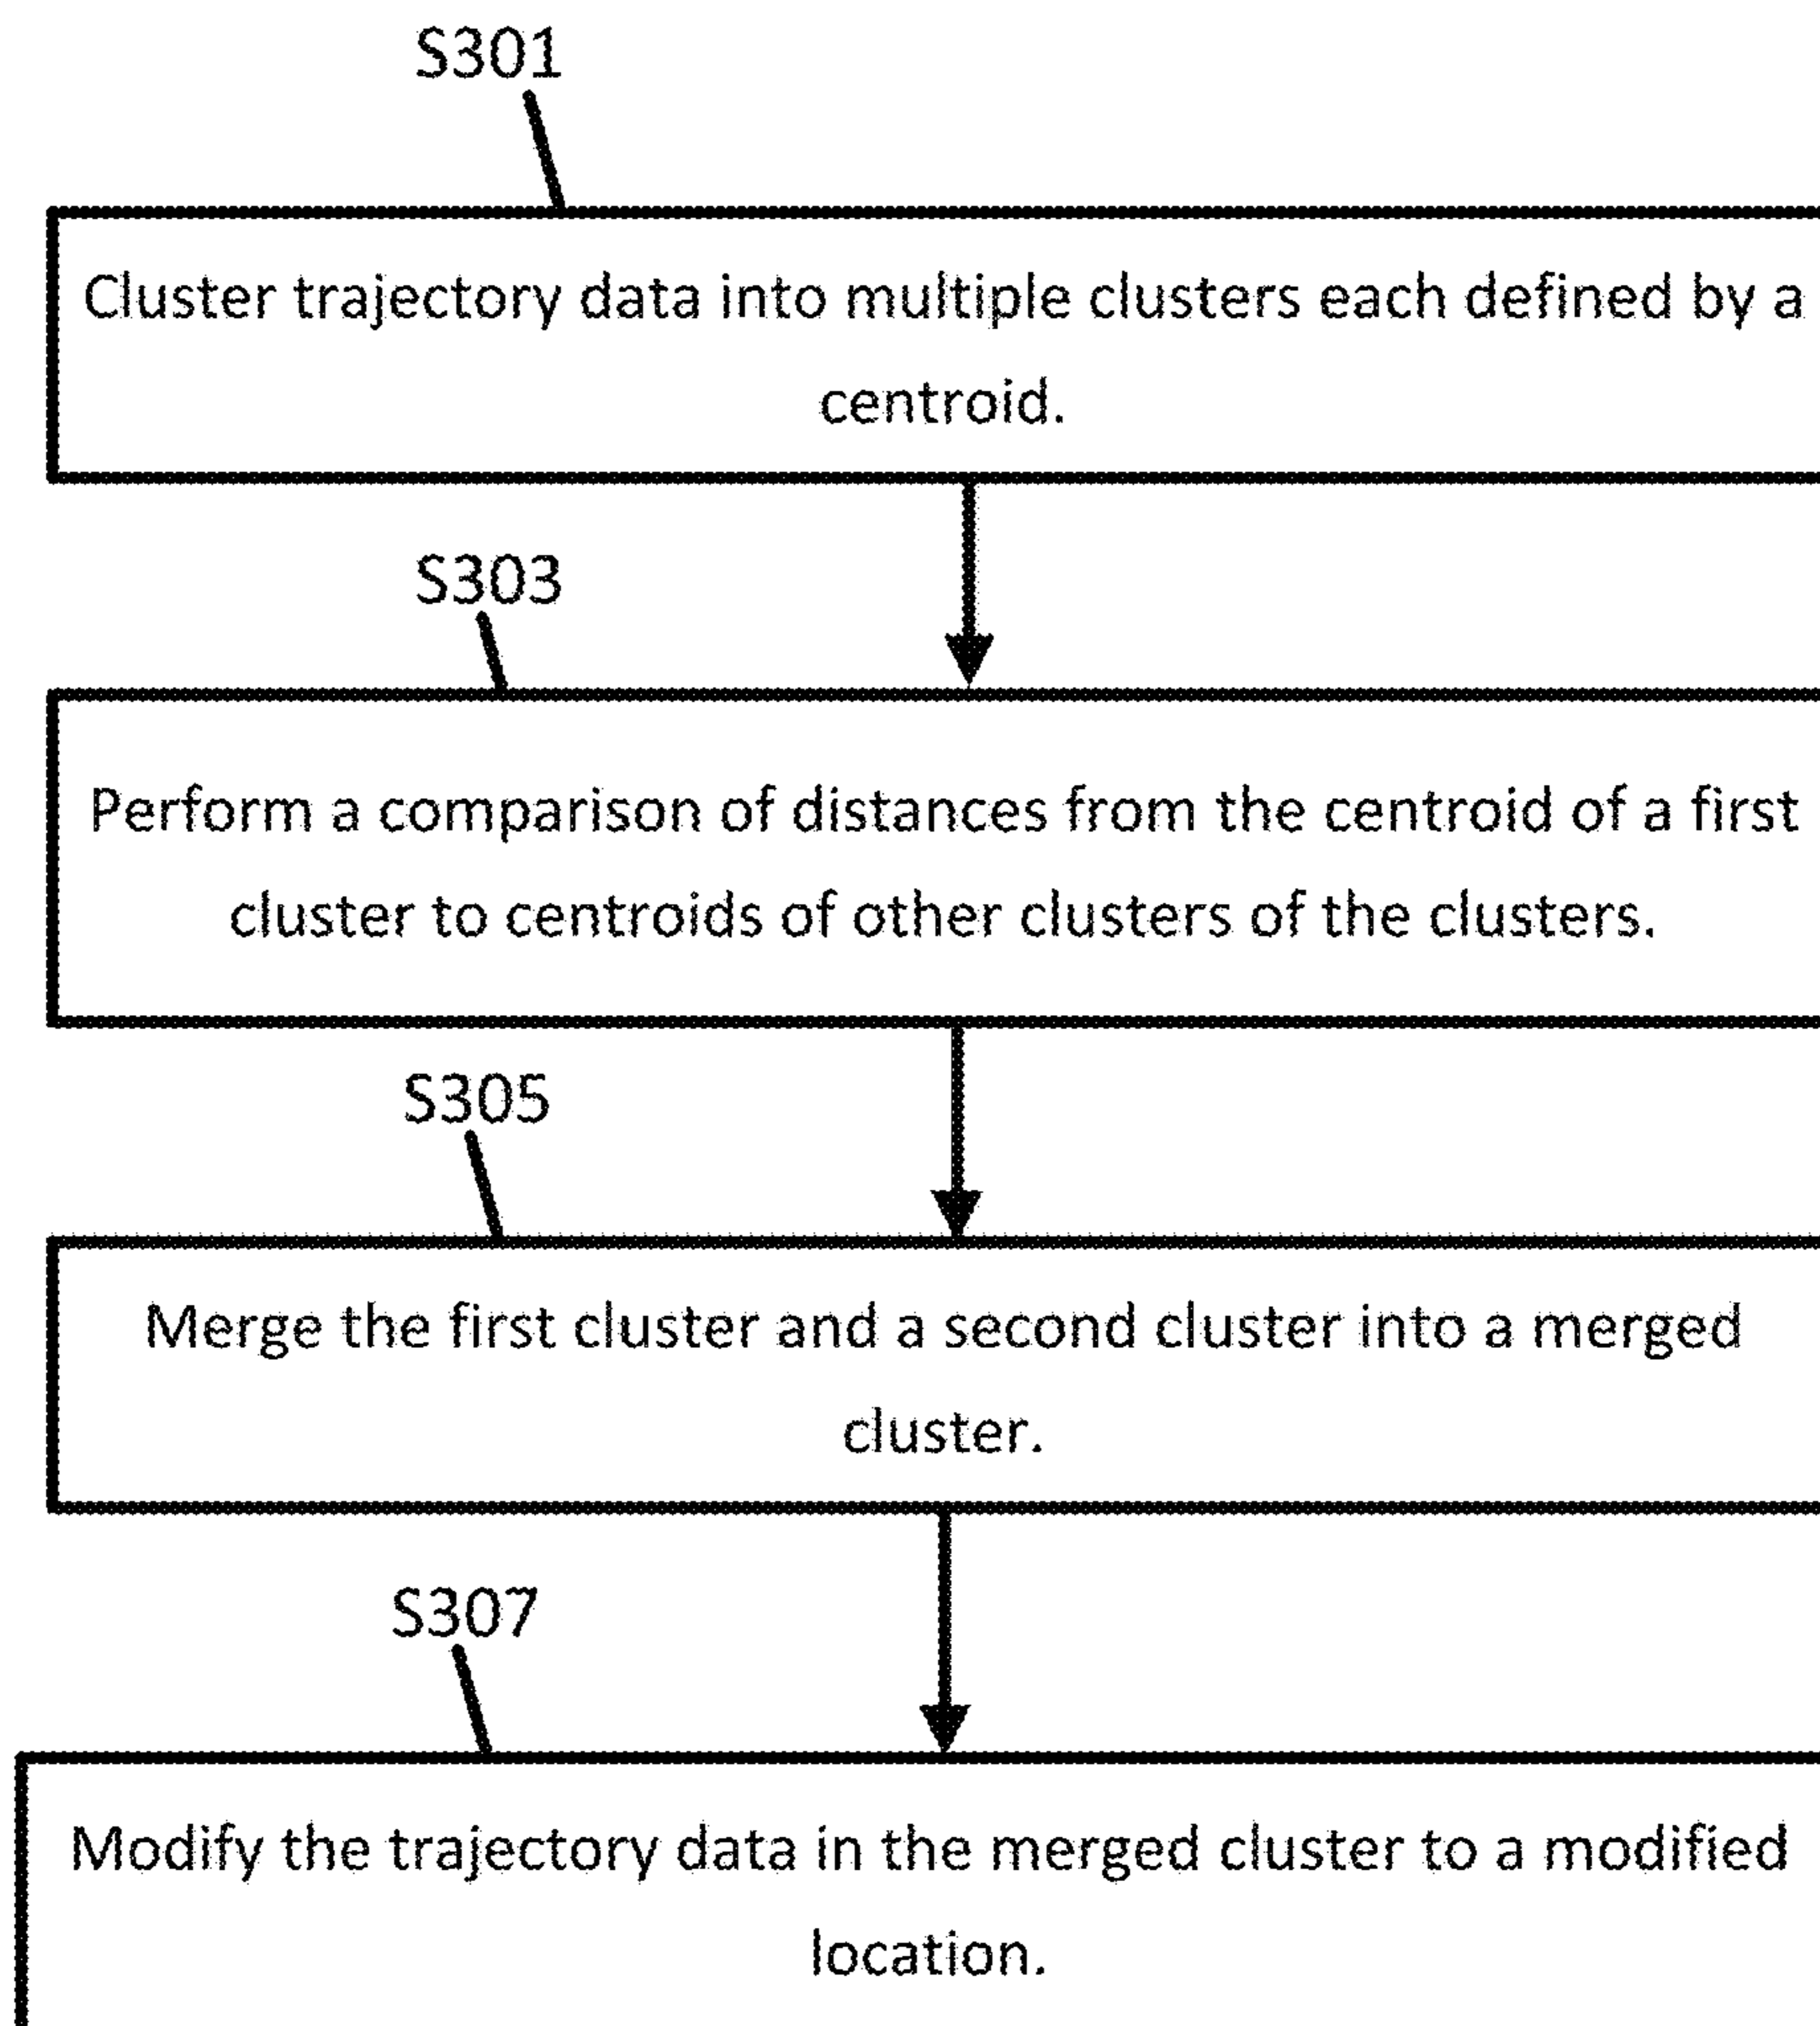 S301
Cluster trajectory data into multiple clusters each defined by a
centroid.
S303
Perform a comparison of distances from the centroid of a first
cluster to centroids of other clusters of the clusters.
S305
Merge the first cluster and a second cluster into a merged
cluster.
S307
Modify the trajectory data in the merged cluster to a modified
location.